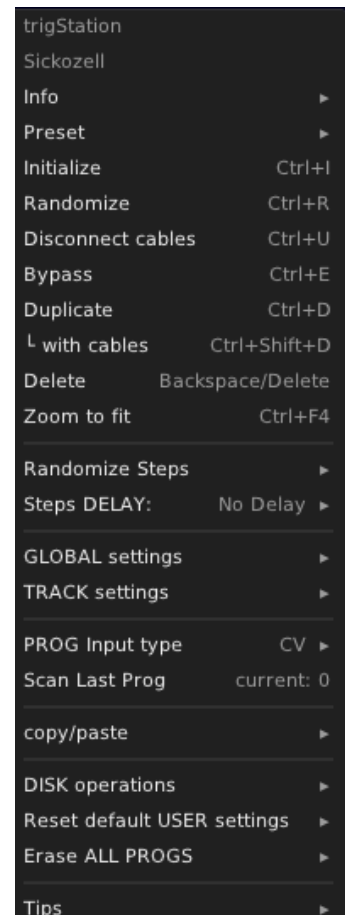 trigStation
Sickozell
Info ▸
Preset ▸
Initialize Ctrl+I
Randomize Ctrl+R
Disconnect cables Ctrl+U
Bypass Ctrl+E
Duplicate Ctrl+D
└ with cables Ctrl+Shift+D
Delete Backspace/Delete
Zoom to fit Ctrl+F4
Randomize Steps ▸
Steps DELAY: No Delay ▸
GLOBAL settings ▸
TRACK settings ▸
PROG Input type CV ▸
Scan Last Prog current: 0
copy/paste ▸
DISK operations ▸
Reset default USER settings ▸
Erase ALL PROGS ▸
Tips ▸